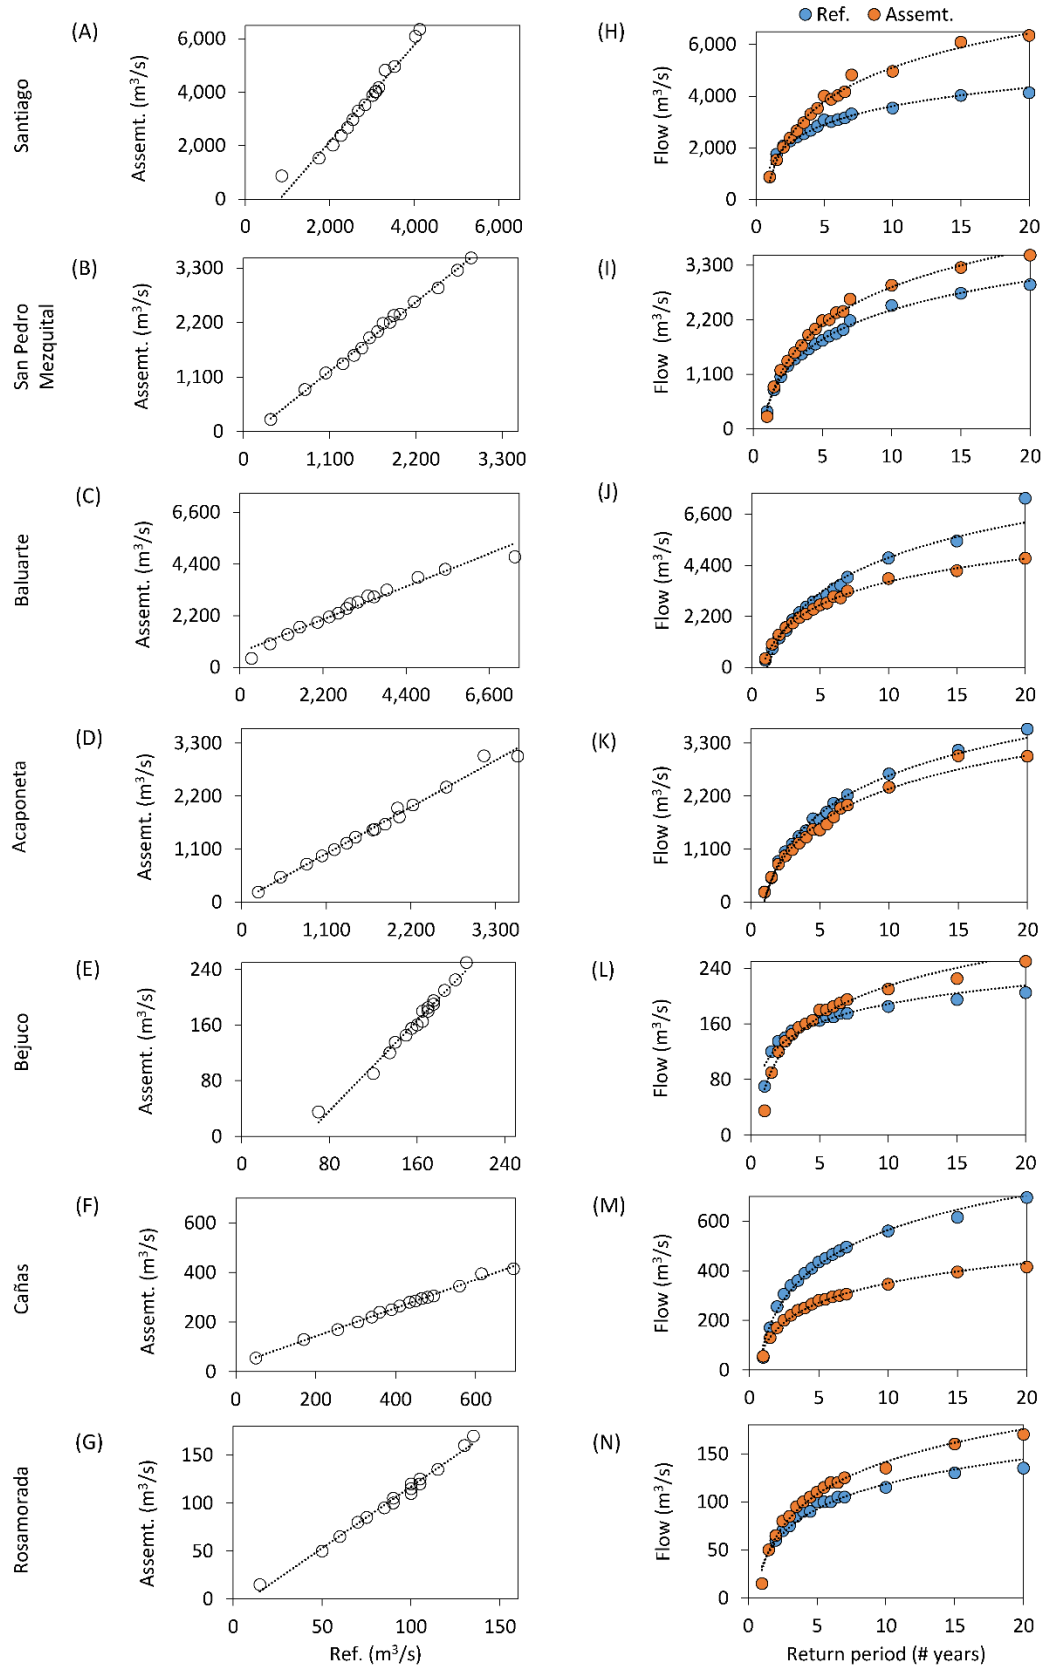 Ref. Assemt.
Santiago
(A)
Assemt. (m³/s)
6,000
4,000
2,000
0
0 2,000 4,000 6,000
(H)
Flow (m³/s)
6,000
4,000
2,000
0
0 5 10 15 20
San Pedro
Mezquital
(B)
Assemt. (m³/s)
3,300
2,200
1,100
0
0 1,100 2,200 3,300
(I)
Flow (m³/s)
3,300
2,200
1,100
0
0 5 10 15 20
Baluarte
(C)
Assemt. (m³/s)
6,600
4,400
2,200
0
0 2,200 4,400 6,600
(J)
Flow (m³/s)
6,600
4,400
2,200
0
0 5 10 15 20
Acaponeta
(D)
Assemt. (m³/s)
3,300
2,200
1,100
0
0 1,100 2,200 3,300
(K)
Flow (m³/s)
3,300
2,200
1,100
0
0 5 10 15 20
Bejuco
(E)
Assemt. (m³/s)
240
160
80
0
0 80 160 240
(L)
Flow (m³/s)
240
160
80
0
0 5 10 15 20
Cañas
(F)
Assemt. (m³/s)
600
400
200
0
0 200 400 600
(M)
Flow (m³/s)
600
400
200
0
0 5 10 15 20
Rosamorada
(G)
Assemt. (m³/s)
150
100
50
0
0 50 100 150
Ref. (m³/s)
(N)
Flow (m³/s)
150
100
50
0
0 5 10 15 20
Return period (# years)